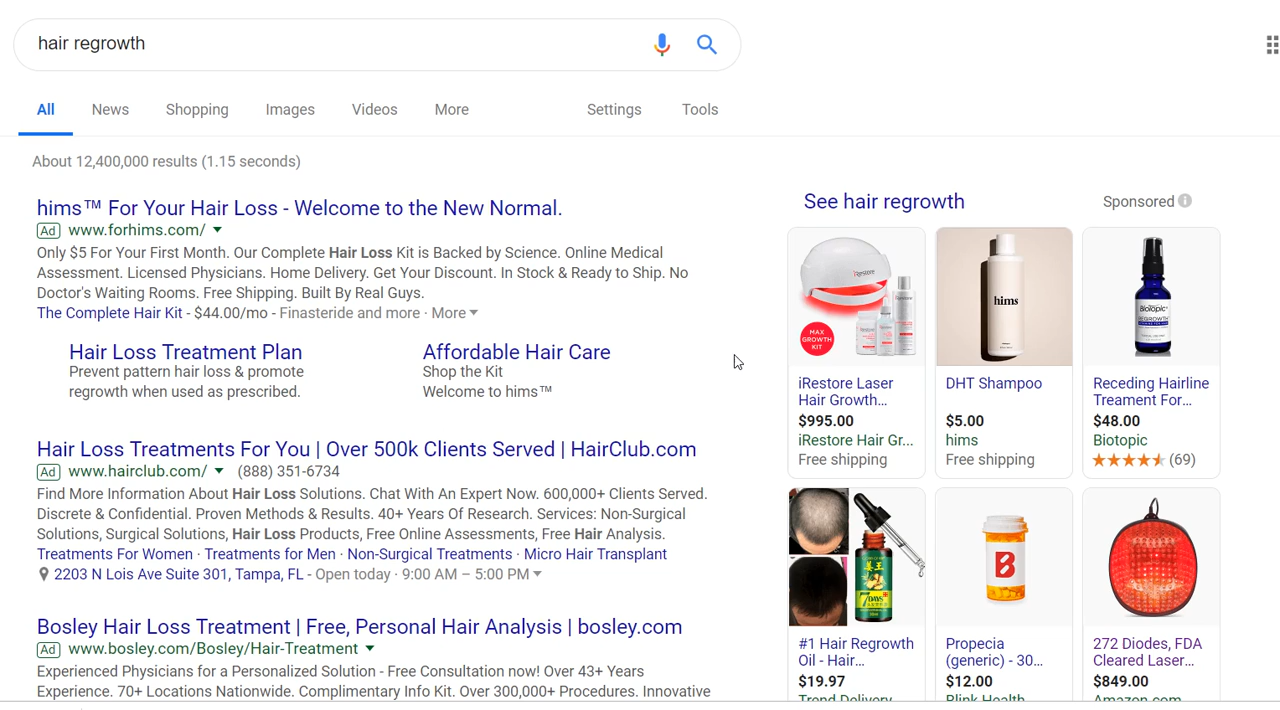 hair regrowth
All News Shopping Images Videos More Settings Tools
About 12,400,000 results (1.15 seconds)
hims™ For Your Hair Loss - Welcome to the New Normal.
Ad www.forhims.com/
Only $5 For Your First Month. Our Complete Hair Loss Kit is Backed by Science. Online Medical
Assessment. Licensed Physicians. Home Delivery. Get Your Discount. In Stock & Ready to Ship. No
Doctor's Waiting Rooms. Free Shipping. Built By Real Guys.
The Complete Hair Kit - $44.00/mo - Finasteride and more · More
Hair Loss Treatment Plan
Prevent pattern hair loss & promote
regrowth when used as prescribed.
Affordable Hair Care
Shop the Kit
Welcome to hims™
Hair Loss Treatments For You | Over 500k Clients Served | HairClub.com
Ad www.hairclub.com/ (888) 351-6734
Find More Information About Hair Loss Solutions. Chat With An Expert Now. 600,000+ Clients Served.
Discrete & Confidential. Proven Methods & Results. 40+ Years Of Research. Services: Non-Surgical
Solutions, Surgical Solutions, Hair Loss Products, Free Online Assessments, Free Hair Analysis.
Treatments For Women · Treatments for Men · Non-Surgical Treatments · Micro Hair Transplant
2203 N Lois Ave Suite 301, Tampa, FL - Open today · 9:00 AM – 5:00 PM
Bosley Hair Loss Treatment | Free, Personal Hair Analysis | bosley.com
Ad www.bosley.com/Bosley/Hair-Treatment
Experienced Physicians for a Personalized Solution - Free Consultation now! Over 43+ Years
Experience. 70+ Locations Nationwide. Complimentary Info Kit. Over 300,000+ Procedures. Innovative
See hair regrowth
Sponsored
iRestore
MAX
GROWTH
KIT
iRestore Laser
Hair Growth...
$995.00
iRestore Hair Gr...
Free shipping
hims
DHT Shampoo
$5.00
hims
Free shipping
Biotopic
REGROWTH
Receding Hairline
Treament For...
$48.00
Biotopic
(69)
7 DAYS
#1 Hair Regrowth
Oil - Hair...
$19.97
Trend Delivery
B
Propecia
(generic) - 30...
$12.00
Blink Health
272 Diodes, FDA
Cleared Laser...
$849.00
Amazon.com